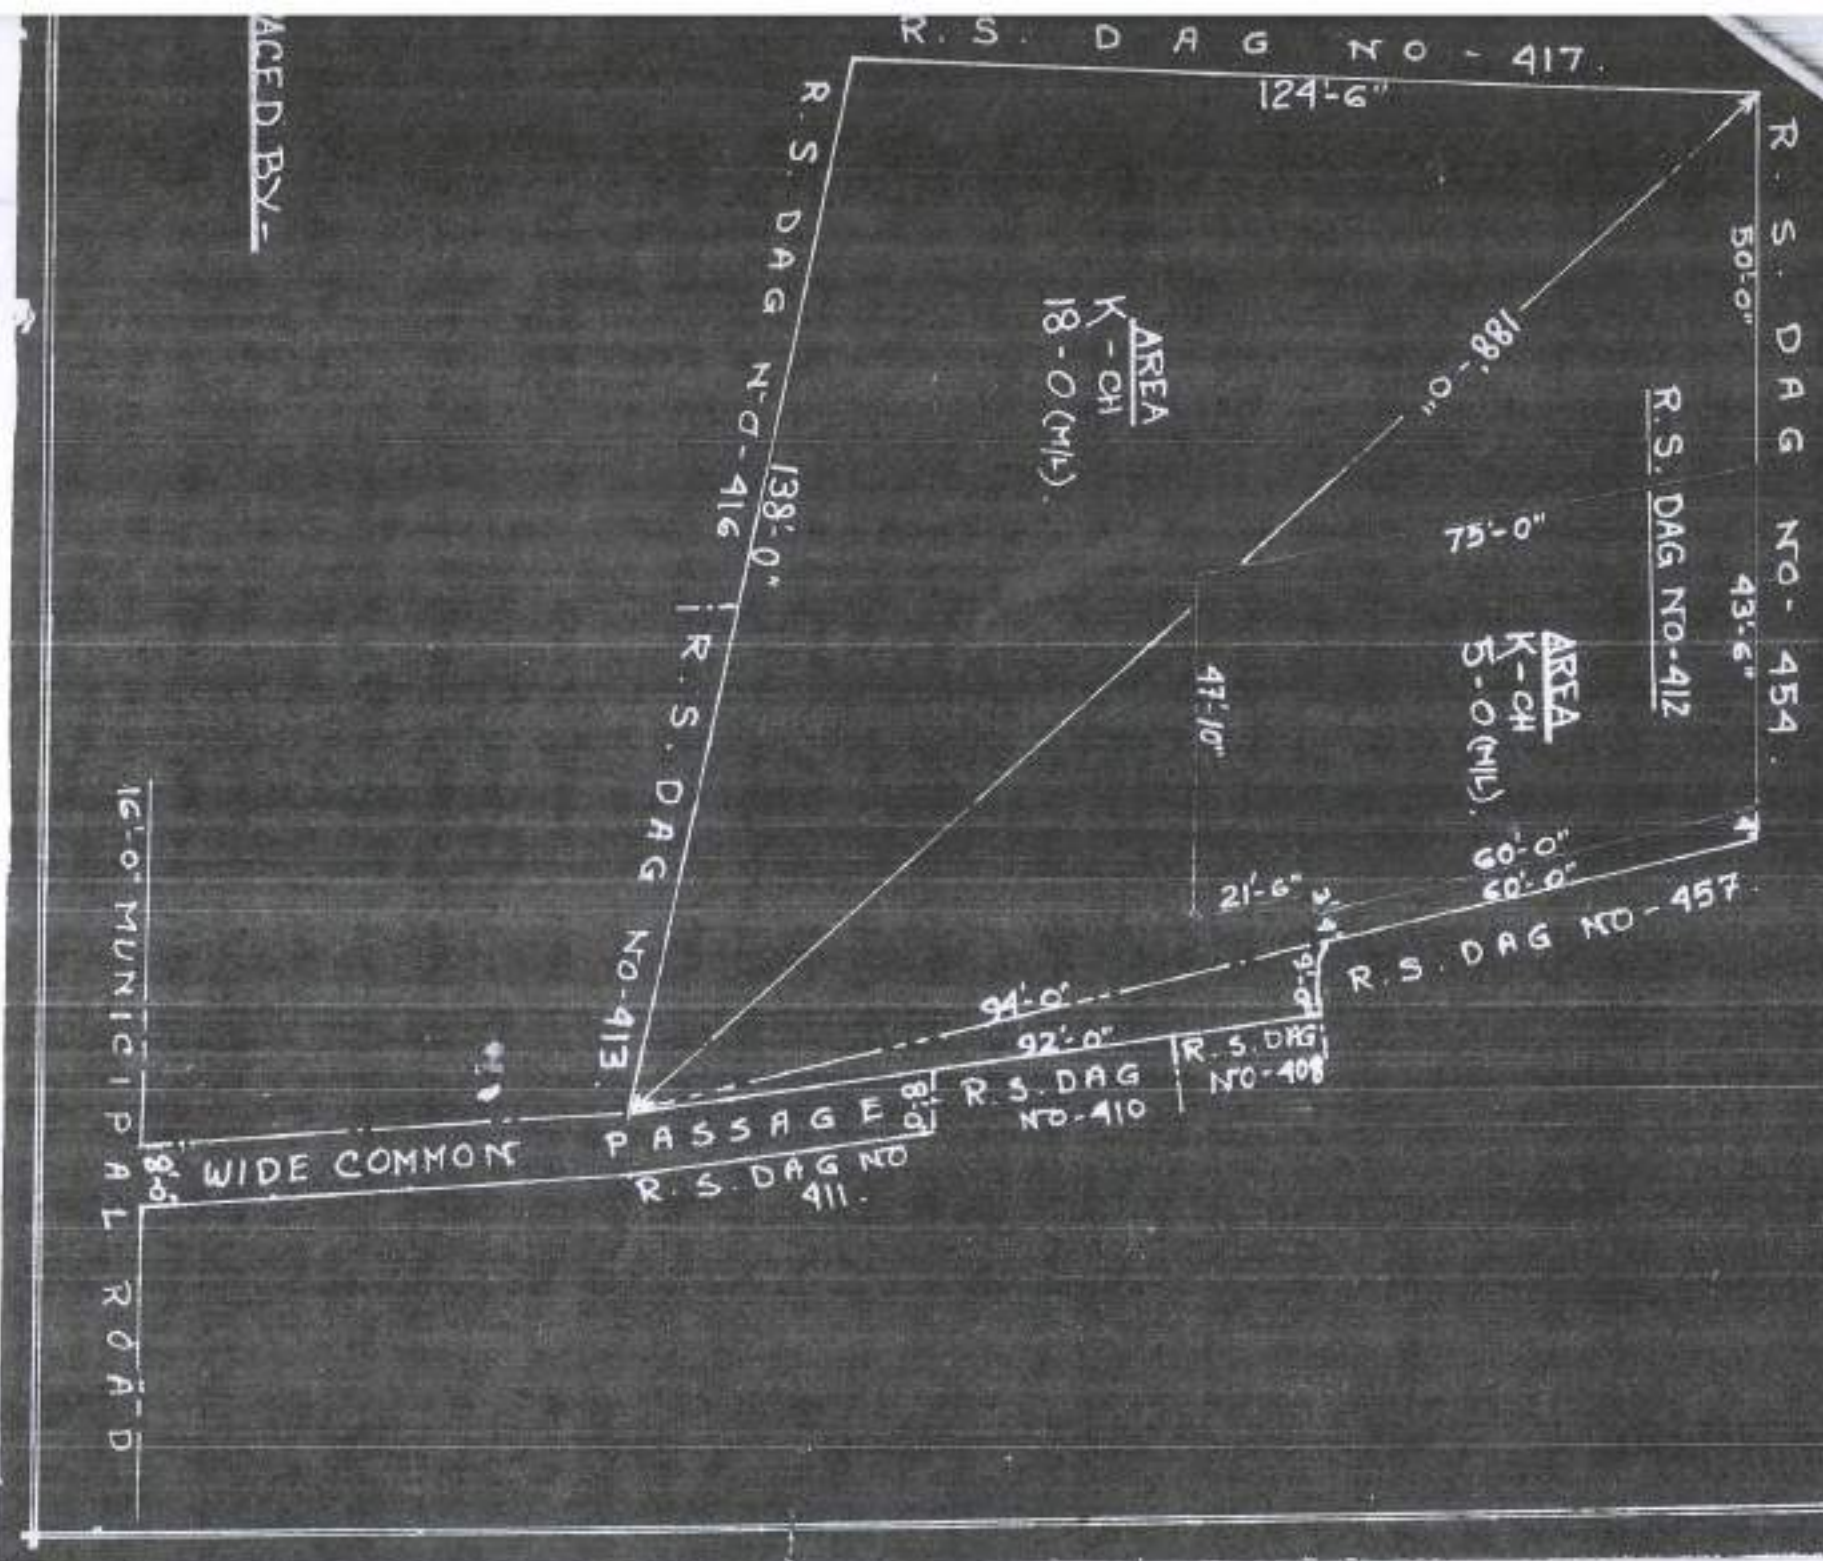 ACED BY -
R. S. DAG NO - 417.
124'-6"
R. S. DAG NO-416
138'-0"
R. S. DAG NO-413
R. S. DAG NO-454.
50'-0"
43'-6"
188'-0"
AREA
K - CH
18 - 0 (M/L).
R. S. DAG NO-412
75'-0"
AREA
K - CH
5 - 0 (M/L).
47'-10"
60'-0"
60'-0"
21'-6"
R. S. DAG NO - 457.
9'-0"
94'-0"
92'-0"
R. S. DAG
NO-408
R. S. DAG
NO-410
8'-0"
8'-0" WIDE COMMON PASSAGE
R. S. DAG NO
411.
16'-0" MUNICIPAL ROAD